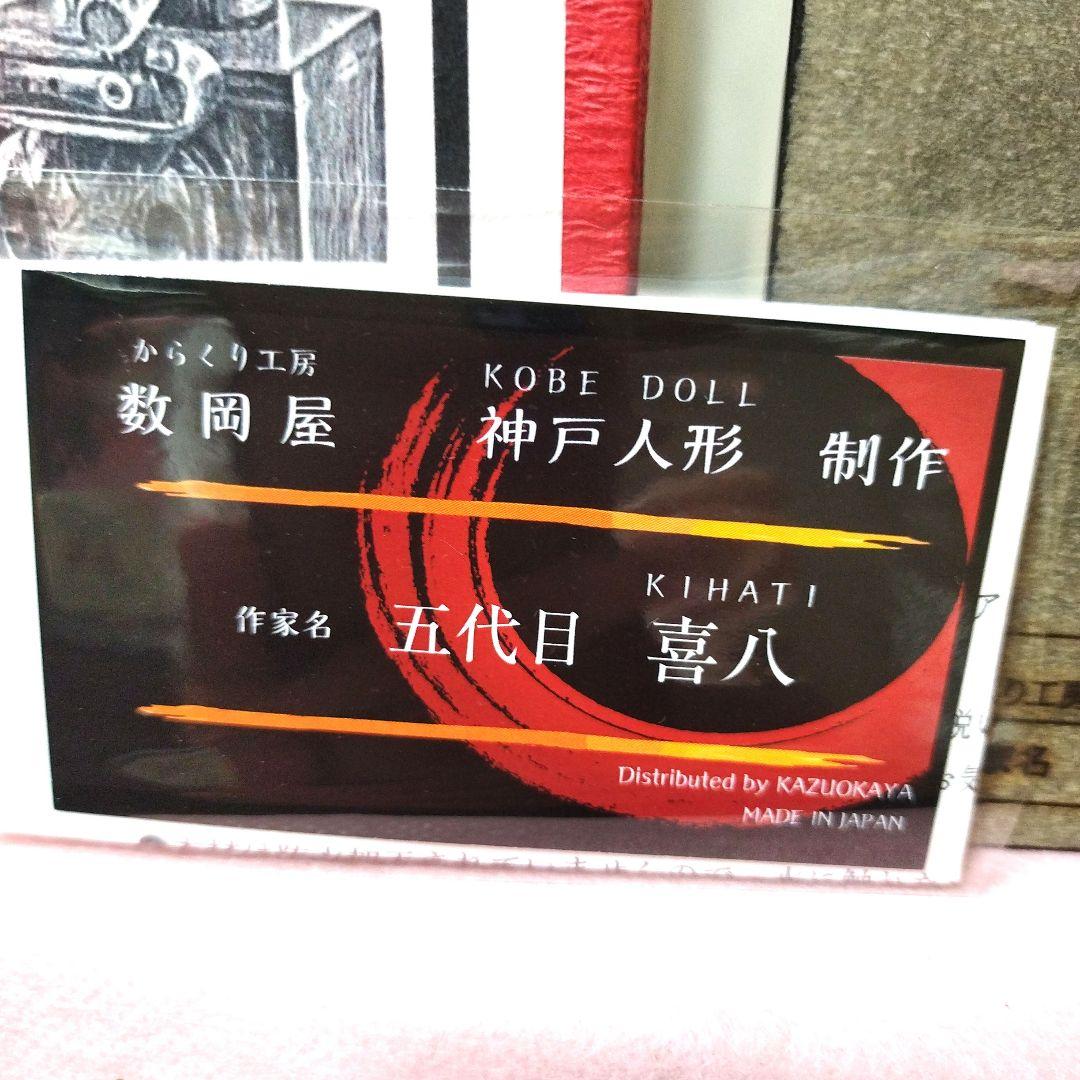 からくり工房
数岡屋
KOBE DOLL
神戸人形 制作
作家名 五代目
KIHATI
喜八
Distributed by KAZUOKAYA
MADE IN JAPAN